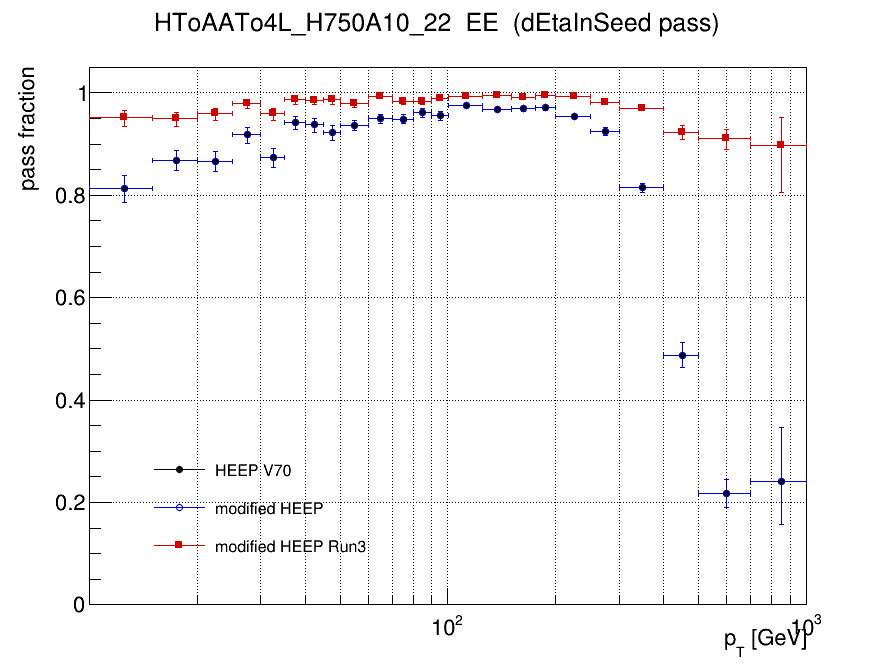 HToAATo4L_H750A10_22 EE (dEtaInSeed pass)
pass fraction
1
0.8
0.6
0.4
0.2
0
HEEP V70
modified HEEP
modified HEEP Run3
10²
10³
p_T [GeV]